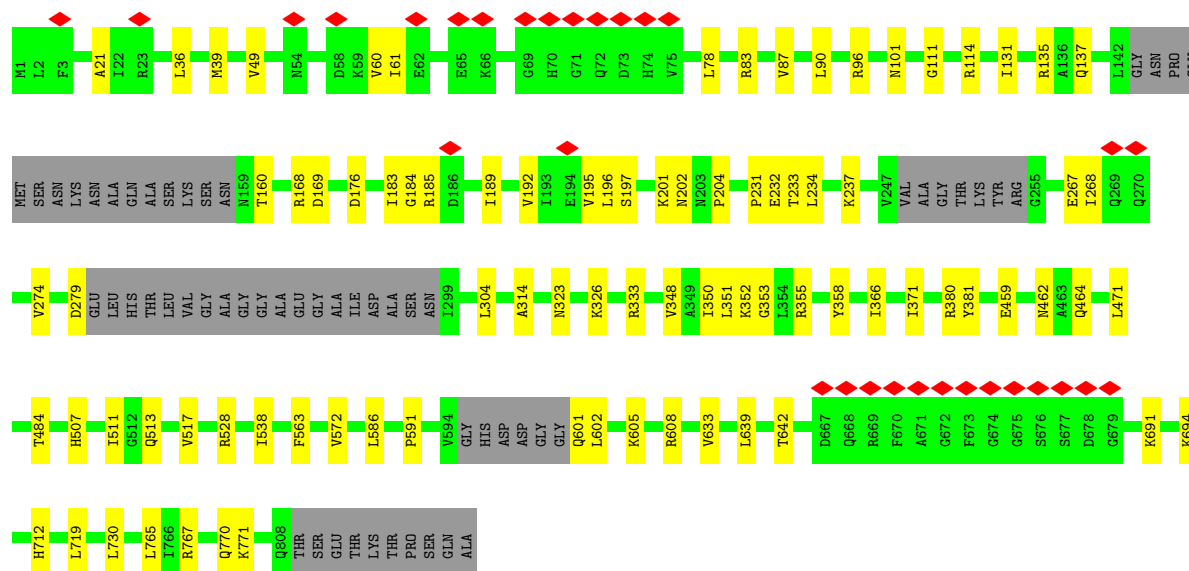 M1 L2 F3 A21 I22 R23 L36 M39 V49 N54 D58 K59 V60 I61 E62 E65 K66 G69 H70 G71 Q72 D73 H74 V75 L78 R83 V87 L90 R96 N101 G111 R114 I131 R135 A136 Q137 L142 GLY ASN PRO
MET SER ASN LYS ASN ALA GLN ALA SER LYS SER ASN N159 T160 R168 D169 D176 I183 G184 R185 D186 I189 V192 I193 E194 V195 L196 S197 K201 N202 N203 P204 P231 E232 T233 L234 K237 V247 VAL ALA GLY THR LYS TYR ARG G255 E267 I268 Q269 Q270
V274 D279 GLU LEU HIS THR LEU VAL GLY ALA GLY GLY ALA GLU GLY ALA ILE ASP ALA SER ASN I299 L304 A314 N323 K326 R333 V348 A349 I350 L351 K352 G353 L354 R355 Y358 I366 I371 R380 Y381 E459 N462 A463 Q464 L471
T484 H507 I511 G512 Q513 V517 R528 I538 F563 V572 L586 P591 V594 GLY HIS ASP ASP GLY GLY Q601 L602 K605 R608 V633 L639 T642 D667 Q668 R669 F670 A671 G672 F673 G674 G675 S676 S677 D678 G679 K691 K694
H712 L719 L730 L765 I766 R767 Q770 K771 Q808 THR SER GLU THR LYS THR PRO SER GLN ALA